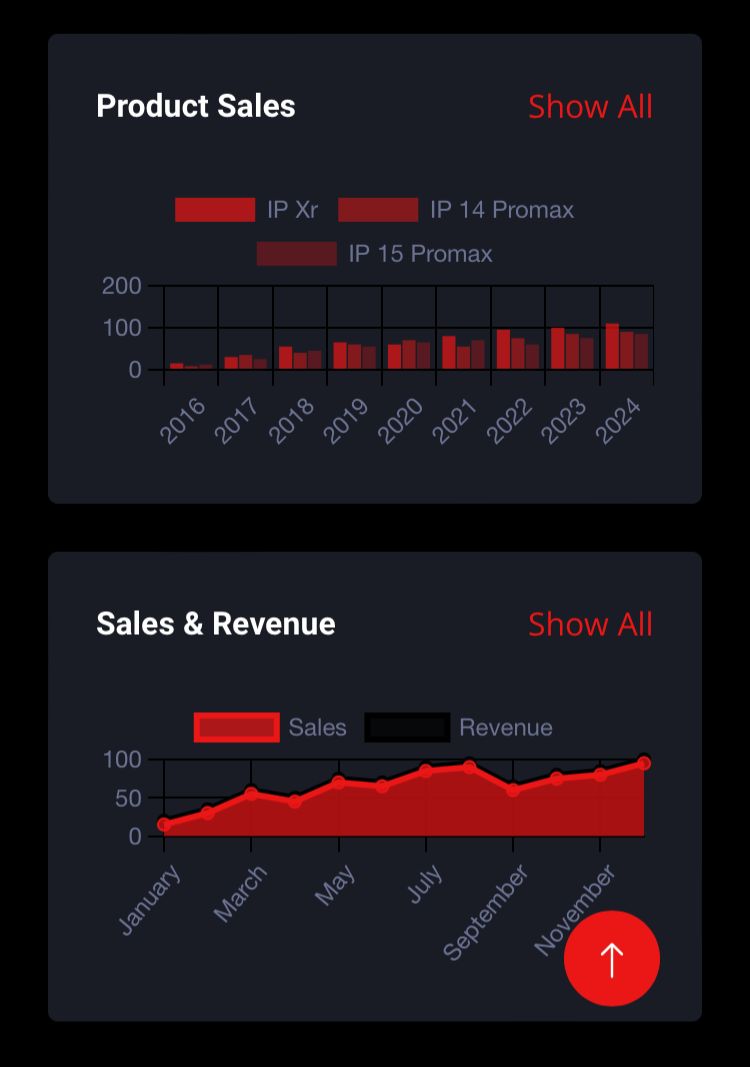 Product Sales Show All
IP Xr IP 14 Promax
IP 15 Promax
200
100
0
2016 2017 2018 2019 2020 2021 2022 2023 2024
Sales & Revenue Show All
Sales Revenue
100
50
0
January March May July September November